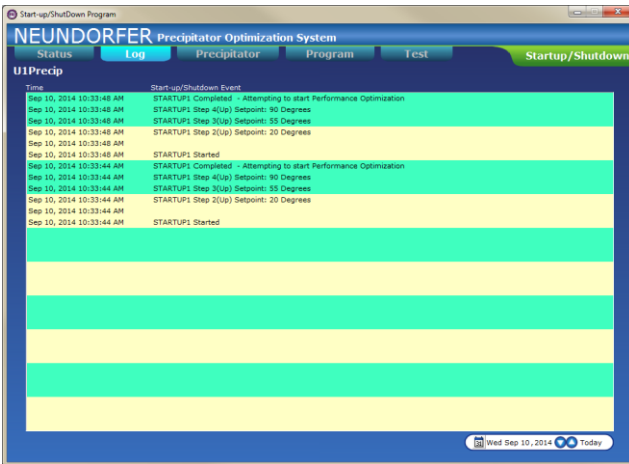 Start-up/ShutDown Program
NEUNDORFER Precipitator Optimization System
Status Log Precipitator Program Test Startup/Shutdown
U1Precip
Time Start-up/Shutdown Event
Sep 10, 2014 10:33:48 AM STARTUP1 Completed - Attempting to start Performance Optimization
Sep 10, 2014 10:33:48 AM STARTUP1 Step 4(Up) Setpoint: 90 Degrees
Sep 10, 2014 10:33:48 AM STARTUP1 Step 3(Up) Setpoint: 55 Degrees
Sep 10, 2014 10:33:48 AM STARTUP1 Step 2(Up) Setpoint: 20 Degrees
Sep 10, 2014 10:33:48 AM
Sep 10, 2014 10:33:48 AM STARTUP1 Started
Sep 10, 2014 10:33:44 AM STARTUP1 Completed - Attempting to start Performance Optimization
Sep 10, 2014 10:33:44 AM STARTUP1 Step 4(Up) Setpoint: 90 Degrees
Sep 10, 2014 10:33:44 AM STARTUP1 Step 3(Up) Setpoint: 55 Degrees
Sep 10, 2014 10:33:44 AM STARTUP1 Step 2(Up) Setpoint: 20 Degrees
Sep 10, 2014 10:33:44 AM
Sep 10, 2014 10:33:44 AM STARTUP1 Started
31 Wed Sep 10, 2014 Today